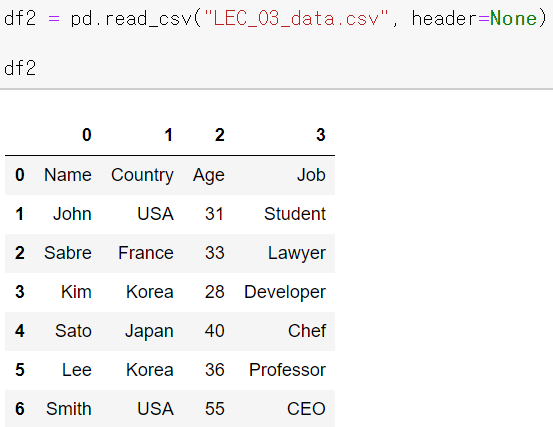 df2 = pd.read_csv("LEC_03_data.csv", header=None)
df2
0 1 2 3
0 Name Country Age Job
1 John USA 31 Student
2 Sabre France 33 Lawyer
3 Kim Korea 28 Developer
4 Sato Japan 40 Chef
5 Lee Korea 36 Professor
6 Smith USA 55 CEO